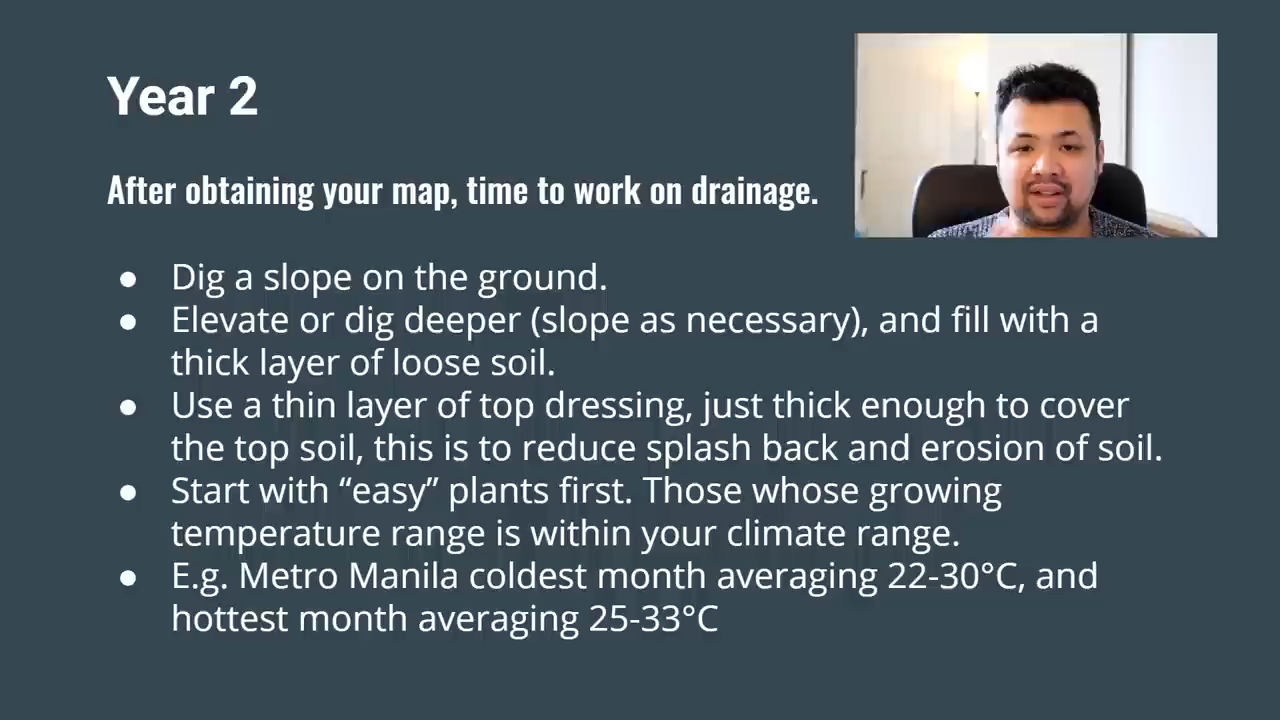 Year 2
After obtaining your map, time to work on drainage.
● Dig a slope on the ground.
● Elevate or dig deeper (slope as necessary), and fill with a
thick layer of loose soil.
● Use a thin layer of top dressing, just thick enough to cover
the top soil, this is to reduce splash back and erosion of soil.
● Start with “easy” plants first. Those whose growing
temperature range is within your climate range.
● E.g. Metro Manila coldest month averaging 22-30°C, and
hottest month averaging 25-33°C